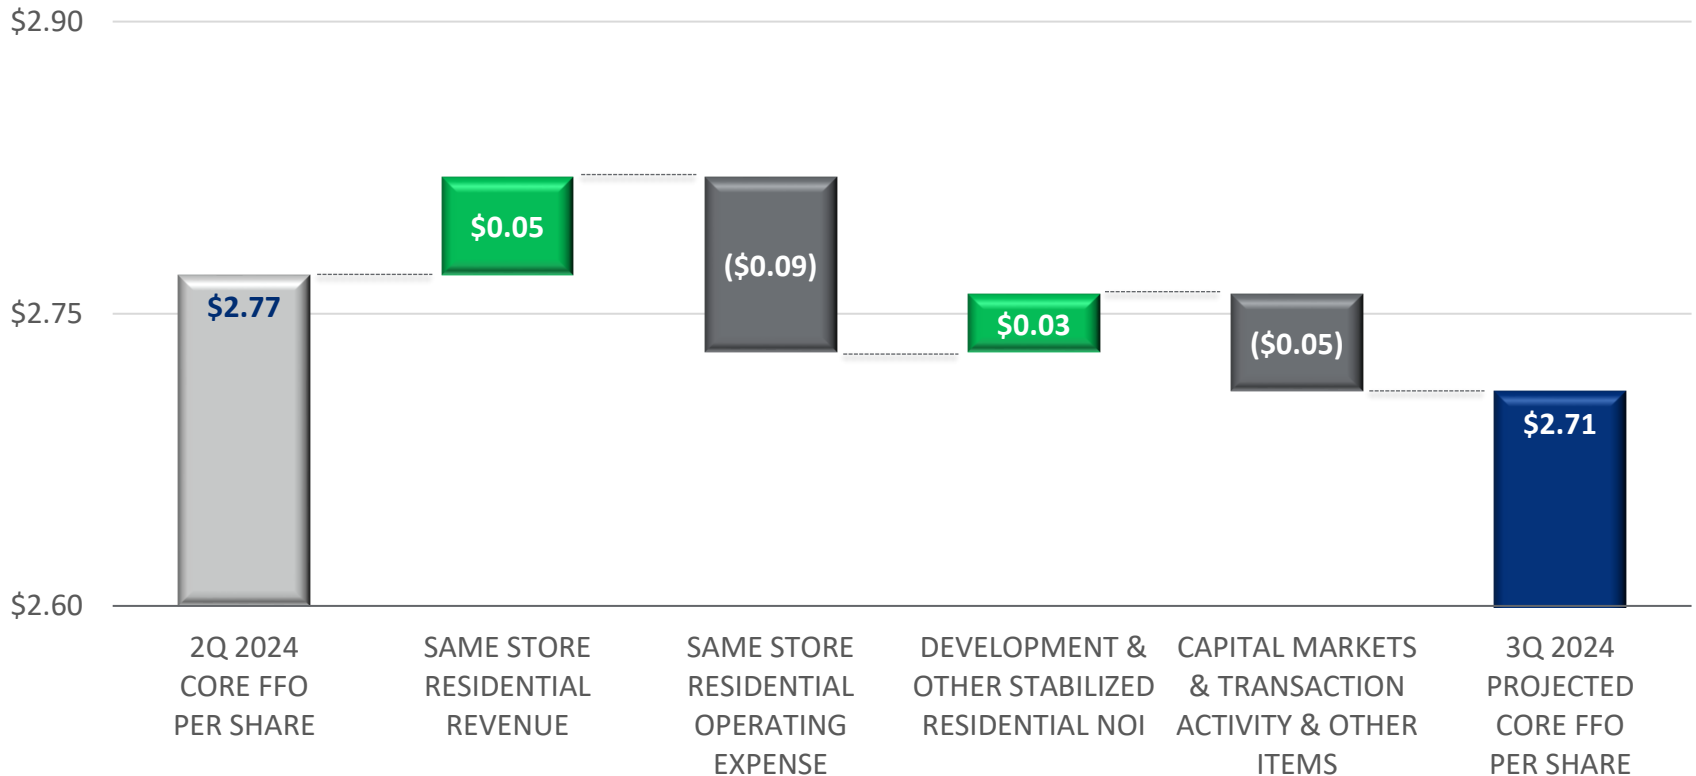 $2.90
$2.75
$2.60
$2.77
$0.05
($0.09)
$0.03
($0.05)
$2.71
2Q 2024
CORE FFO
PER SHARE
SAME STORE
RESIDENTIAL
REVENUE
SAME STORE
RESIDENTIAL
OPERATING
EXPENSE
DEVELOPMENT &
OTHER STABILIZED
RESIDENTIAL NOI
CAPITAL MARKETS
& TRANSACTION
ACTIVITY & OTHER
ITEMS
3Q 2024
PROJECTED
CORE FFO
PER SHARE